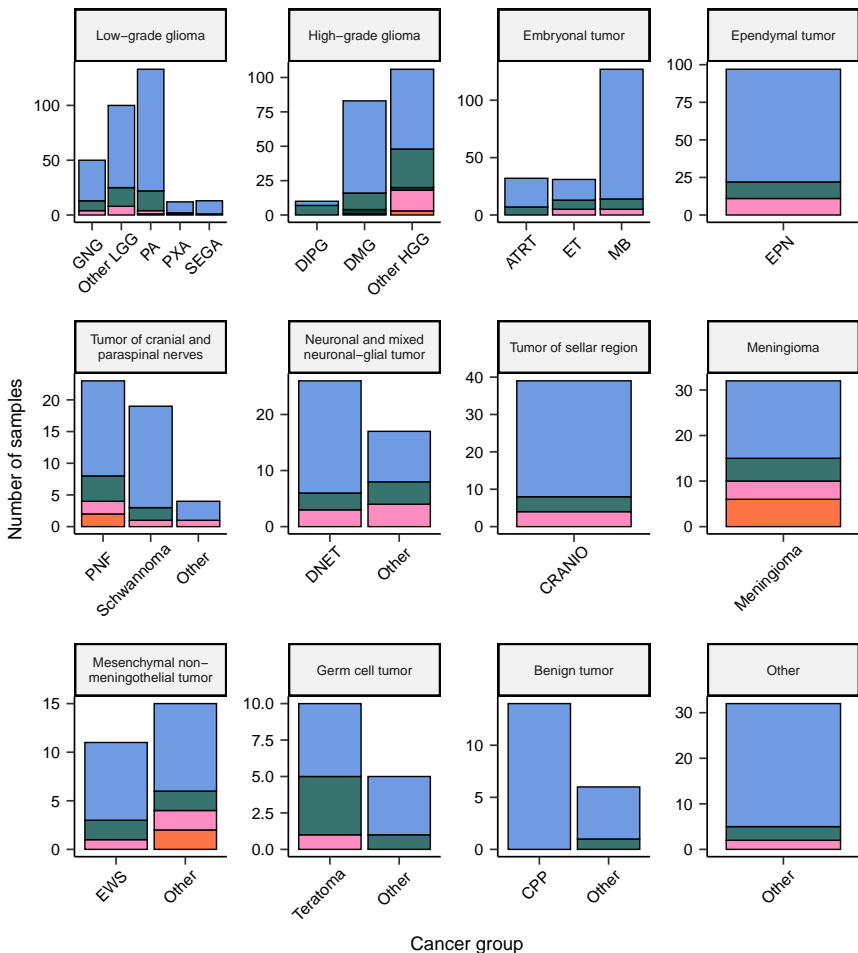 Low−grade glioma
High−grade glioma
Embryonal tumor
Ependymal tumor
100
50
0
GNG
Other LGG
PA
PXA
SEGA
100
75
50
25
0
DIPG
DMG
Other HGG
100
50
0
ATRT
ET
MB
100
75
50
25
0
EPN
Number of samples
Tumor of cranial and
paraspinal nerves
Neuronal and mixed
neuronal−glial tumor
Tumor of sellar region
Meningioma
20
15
10
5
0
PNF
Schwannoma
Other
20
10
0
DNET
Other
40
30
20
10
0
CRANIO
30
20
10
0
Meningioma
Mesenchymal non−
meningothelial tumor
Germ cell tumor
Benign tumor
Other
15
10
5
0
EWS
Other
10.0
7.5
5.0
2.5
0.0
Teratoma
Other
10
5
0
CPP
Other
30
20
10
0
Other
Cancer group